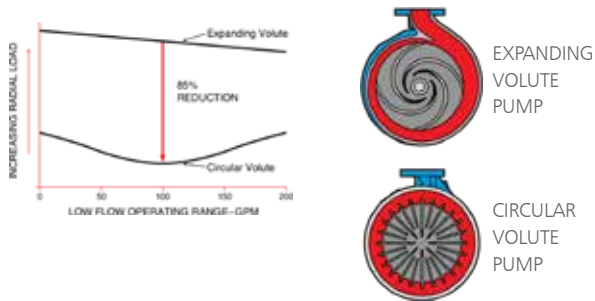 Expanding Volute
85%
REDUCTION
Circular Volute
INCREASING RADIAL LOAD
0
50
100
150
200
LOW FLOW OPERATING RANGE–GPM
EXPANDING
VOLUTE
PUMP
CIRCULAR
VOLUTE
PUMP